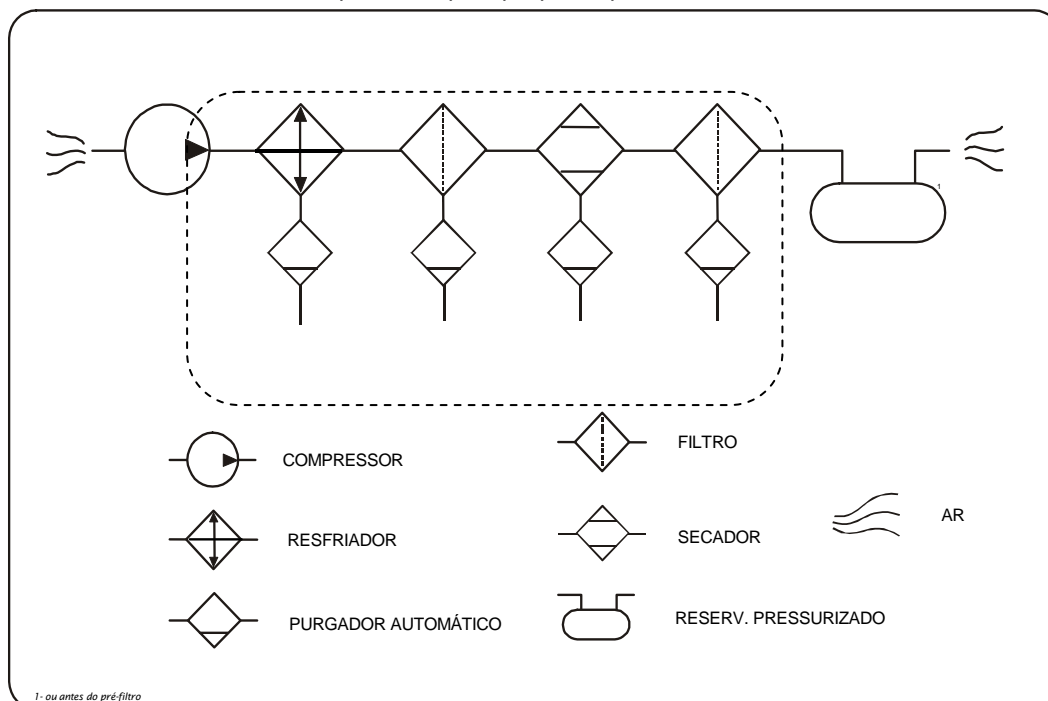 1
COMPRESSOR
FILTRO
RESFRIADOR
SECADOR
AR
PURGADOR AUTOMÁTICO
RESERV. PRESSURIZADO
1- ou antes do pré-filtro